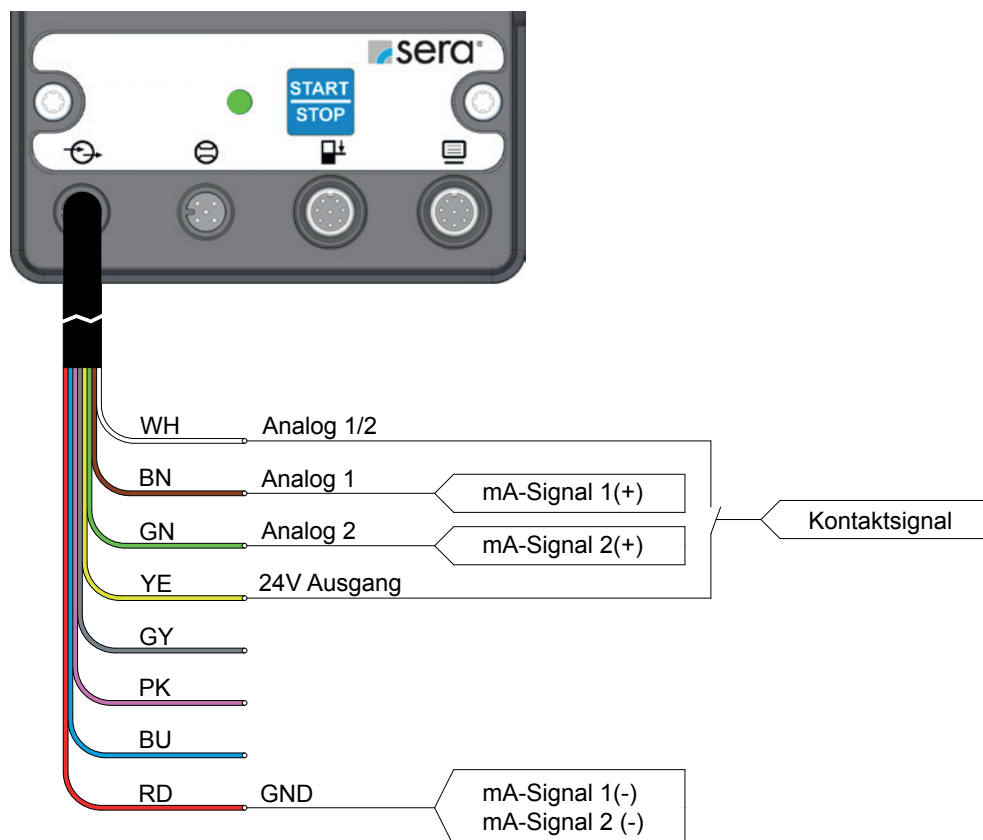 sera®
START
STOP
WH Analog 1/2
BN Analog 1 mA-Signal 1(+)
GN Analog 2 mA-Signal 2(+)
Kontaktsignal
YE 24V Ausgang
GY
PK
BU
RD GND mA-Signal 1(-)
mA-Signal 2 (-)